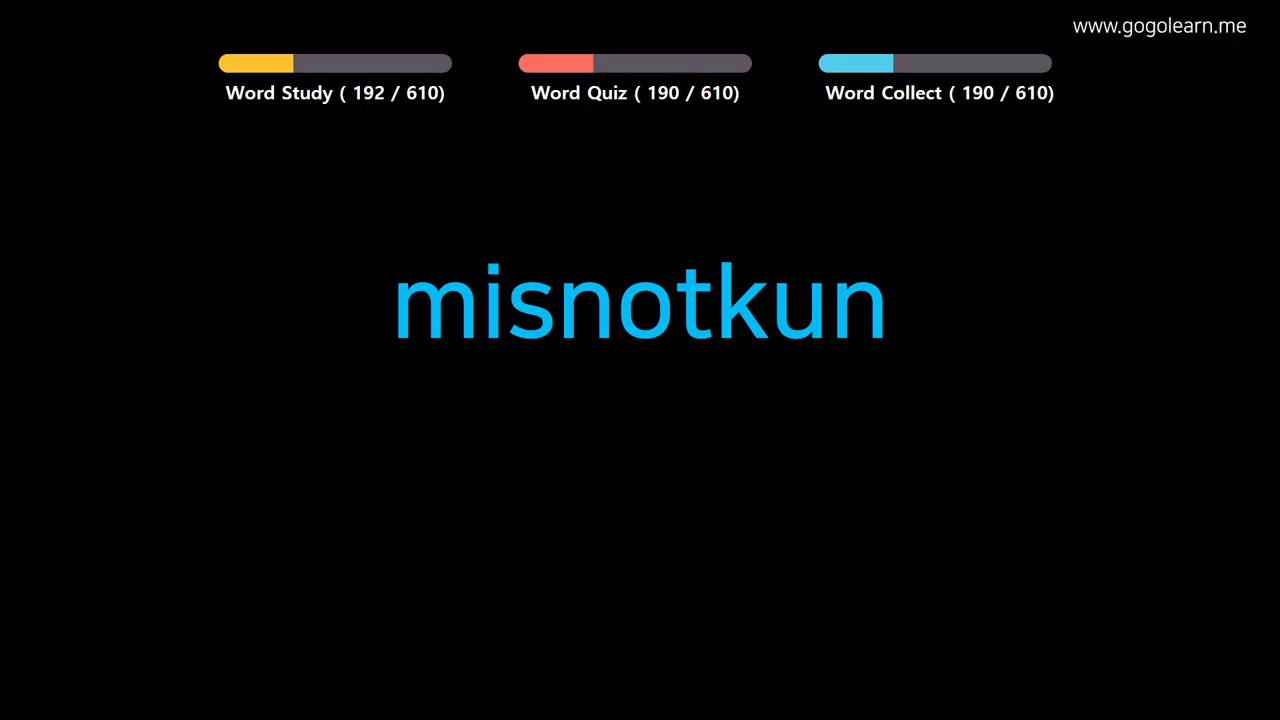 www.gogolearn.me
Word Study ( 192 / 610)
Word Quiz ( 190 / 610)
Word Collect ( 190 / 610)
misnotkun